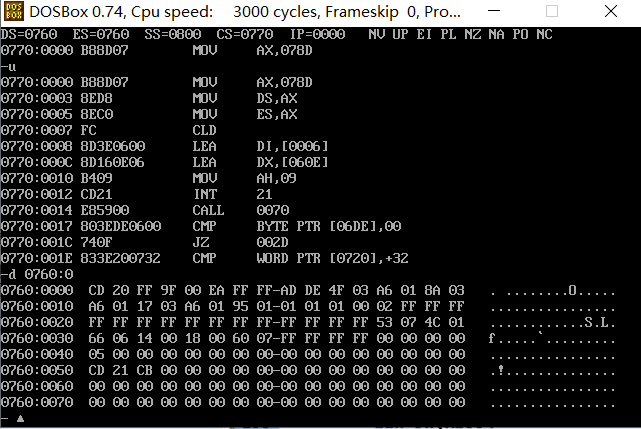 DOSBox 0.74, Cpu speed: 3000 cycles, Frameskip 0, Pro...
DS=0760 ES=0760 SS=0800 CS=0770 IP=0000 NV UP EI PL NZ NA PO NC
0770:0000 B88D07 MOV AX,078D
-u
0770:0000 B88D07 MOV AX,078D
0770:0003 8ED8 MOV DS,AX
0770:0005 8EC0 MOV ES,AX
0770:0007 FC CLD
0770:0008 8D3E0600 LEA DI,[0006]
0770:000C 8D160E06 LEA DX,[060E]
0770:0010 B409 MOV AH,09
0770:0012 CD21 INT 21
0770:0014 E85900 CALL 0070
0770:0017 803EDE0600 CMP BYTE PTR [06DE],00
0770:001C 740F JZ 002D
0770:001E 833E200732 CMP WORD PTR [0720],+32
-d 0760:0
0760:0000 CD 20 FF 9F 00 EA FF FF-AD DE 4F 03 A6 01 8A 03 . .........O.....
0760:0010 A6 01 17 03 A6 01 95 01-01 01 01 00 02 FF FF FF ................
0760:0020 FF FF FF FF FF FF FF FF-FF FF FF FF 53 07 4C 01 ............S.L.
0760:0030 66 06 14 00 18 00 60 07-FF FF FF FF 00 00 00 00 f.....`.........
0760:0040 05 00 00 00 00 00 00 00-00 00 00 00 00 00 00 00 ................
0760:0050 CD 21 CB 00 00 00 00 00-00 00 00 00 00 00 00 00 .!..............
0760:0060 00 00 00 00 00 00 00 00-00 00 00 00 00 00 00 00 ................
0760:0070 00 00 00 00 00 00 00 00-00 00 00 00 00 00 00 00 ................
-